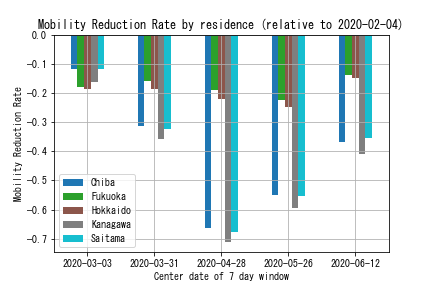 Mobility Reduction Rate by residence (relative to 2020-02-04)
0.0
−0.1
−0.2
−0.3
−0.4
−0.5
−0.6
−0.7
Mobility Reduction Rate
Chiba
Fukuoka
Hokkaido
Kanagawa
Saitama
2020-03-03 2020-03-31 2020-04-28 2020-05-26 2020-06-12
Center date of 7 day window